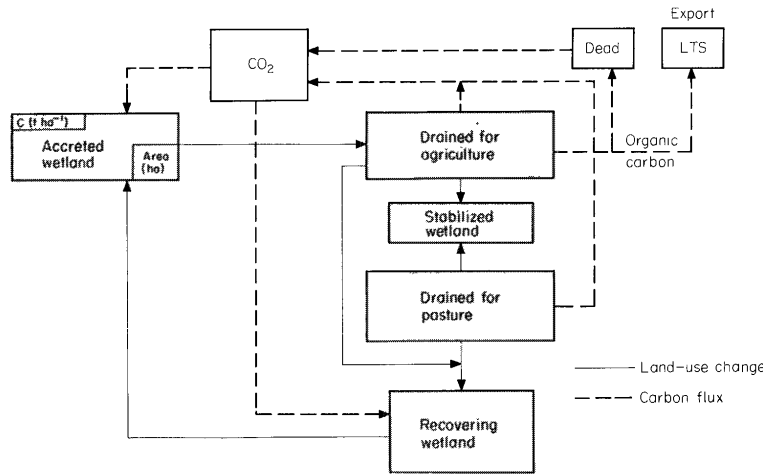 Export
Dead
LTS
CO₂
C (t ha⁻¹)
Accreted
wetland
Area
(ha)
Drained for
agriculture
Organic
carbon
Stabilized
wetland
Drained for
pasture
Land-use change
Carbon flux
Recovering
wetland